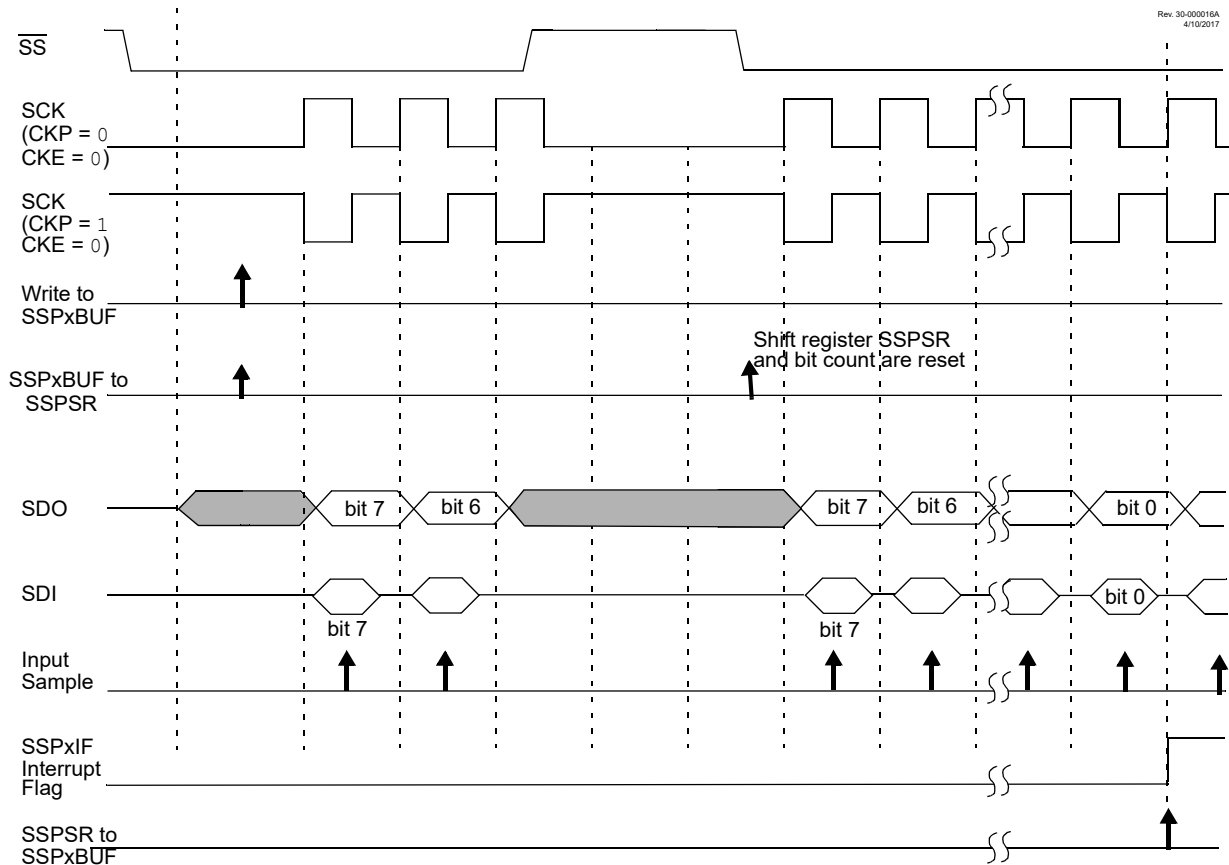 Rev. 30-000016A
4/10/2017
SS
SCK
(CKP = 0
CKE = 0)
SCK
(CKP = 1
CKE = 0)
Write to
SSPxBUF
Shift register SSPSR
and bit count are reset
SSPxBUF to
SSPSR
SDO
bit 7
bit 6
bit 7
bit 6
bit 0
SDI
bit 0
bit 7
bit 7
Input
Sample
SSPxIF
Interrupt
Flag
SSPSR to
SSPxBUF